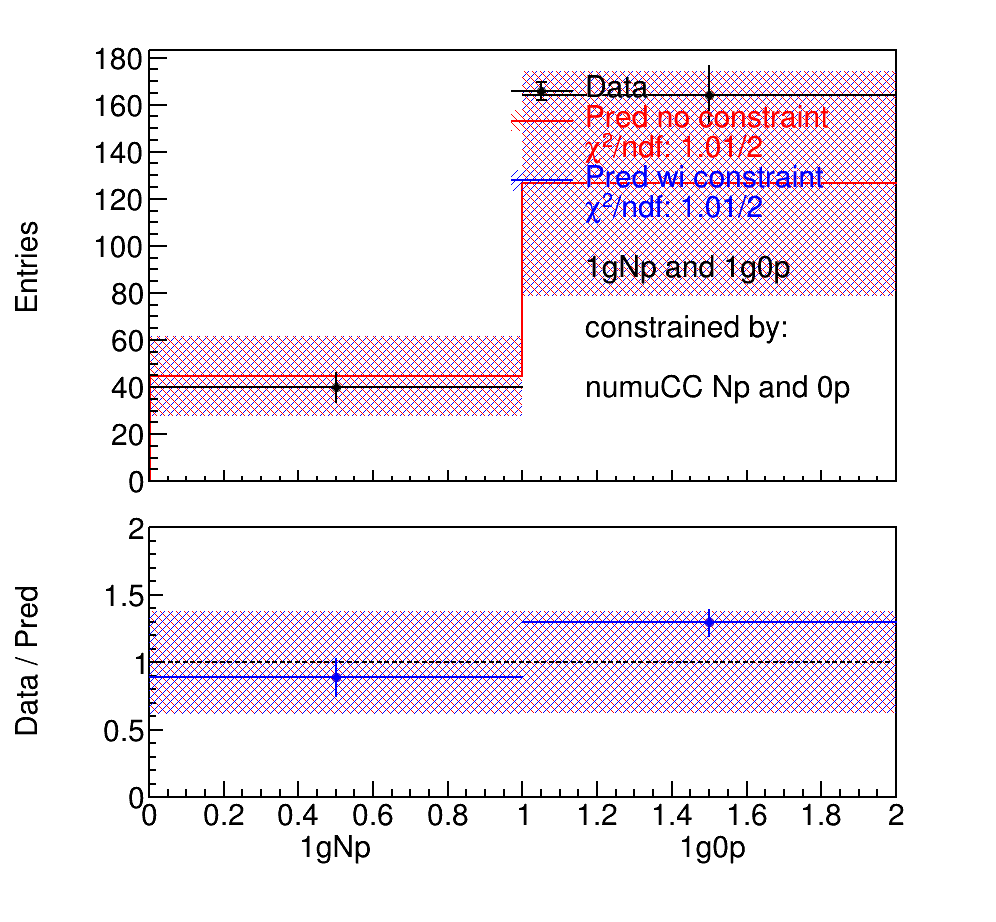 180
160
140
120
100
80
60
40
20
0
Entries
Data
Pred no constraint
χ²/ndf: 1.01/2
Pred wi constraint
χ²/ndf: 1.01/2
1gNp and 1g0p
constrained by:
numuCC Np and 0p
2
1.5
1
0.5
0
Data / Pred
0 0.2 0.4 0.6 0.8 1 1.2 1.4 1.6 1.8 2
1gNp 1g0p